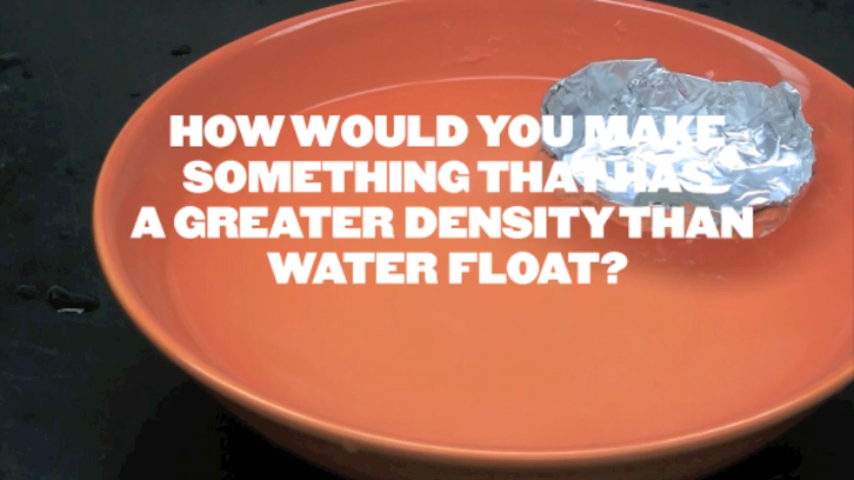 HOW WOULD YOU MAKE
SOMETHING THAT HAS
A GREATER DENSITY THAN
WATER FLOAT?